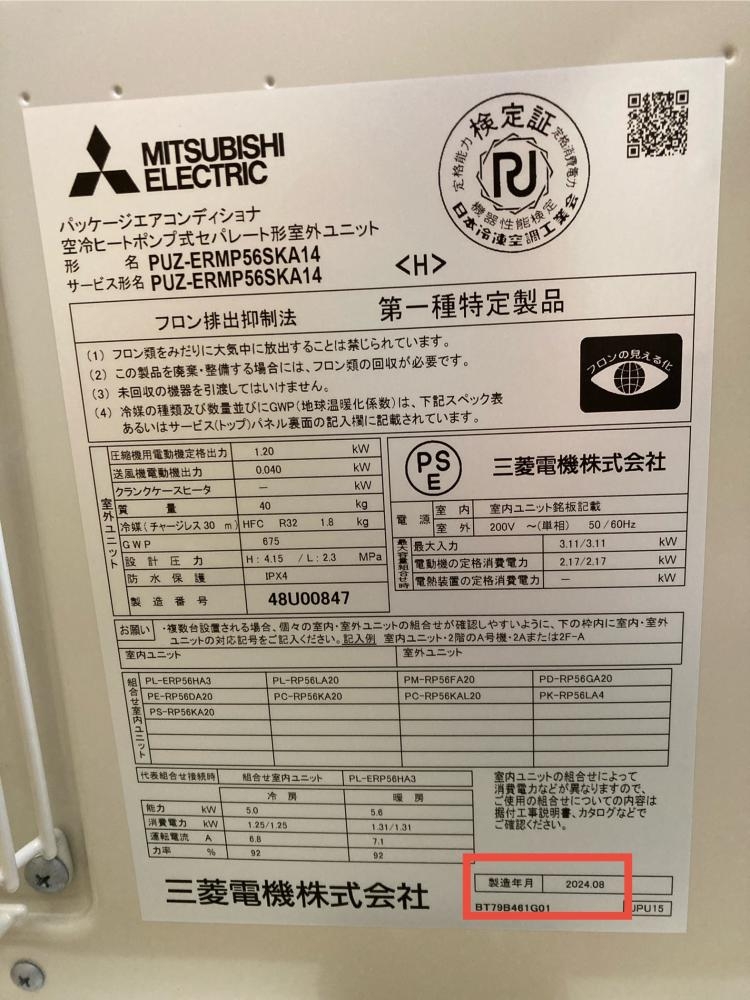 MITSUBISHI
ELECTRIC
検定証
定格能力
定格消費電力
機器性能検定
日本冷凍空調工業会
パッケージエアコンディショナ
空冷ヒートポンプ式セパレート形室外ユニット
形 名 PUZ-ERMP56SKA14
サービス形名 PUZ-ERMP56SKA14
<H>
フロン排出抑制法 第一種特定製品
(1) フロン類をみだりに大気中に放出することは禁じられています。
(2) この製品を廃棄・整備する場合には、フロン類の回収が必要です。
(3) 未回収の機器を引渡してはいけません。
(4) 冷媒の種類及び数量並びにGWP(地球温暖化係数)は、下記スペック表
あるいはサービス(トップ)パネル裏面の記入欄に記載されています。
フロンの見える化
室外ユニット
圧縮機用電動機定格出力 1.20 kW
送風機電動機出力 0.040 kW
クランクケースヒータ － kW
質量 40 kg
冷媒(チャージレス30 m) HFC R32 1.8 kg
GWP 675
設計圧力 H:4.15 / L:2.3 MPa
防水保護 IPX4
製造番号 48U00847
PSE 三菱電機株式会社
電源 室内 室内ユニット銘板記載
室外 200V ～(単相) 50/60Hz
最大容量組合せ時
最大入力 3.11/3.11 kW
電動機の定格消費電力 2.17/2.17 kW
電熱装置の定格消費電力 － kW
お願い ・複数台設置される場合、個々の室内・室外ユニットの組合せが確認しやすいように、下の枠内に室内・室外
ユニットの対応記号をご記入ください。記入例 室内ユニット・2階のA号機・2Aまたは2F-A
室内ユニット 室外ユニット
組合せ室内ユニット
PL-ERP56HA3 PL-RP56LA20 PM-RP56FA20 PD-RP56GA20
PE-RP56DA20 PC-RP56KA20 PC-RP56KAL20 PK-RP56LA4
PS-RP56KA20
代表組合せ接続時 組合せ室内ユニット PL-ERP56HA3
冷房 暖房
能力 kW 5.0 5.6
消費電力 kW 1.25/1.25 1.31/1.31
運転電流 A 6.8 7.1
力率 % 92 92
室内ユニットの組合せによって
消費電力などが異なりますので、
ご使用の組合せについての内容は
据付工事説明書、カタログなどで
ご確認ください。
三菱電機株式会社
製造年月 2024.08
BT79B461G01 JPU15